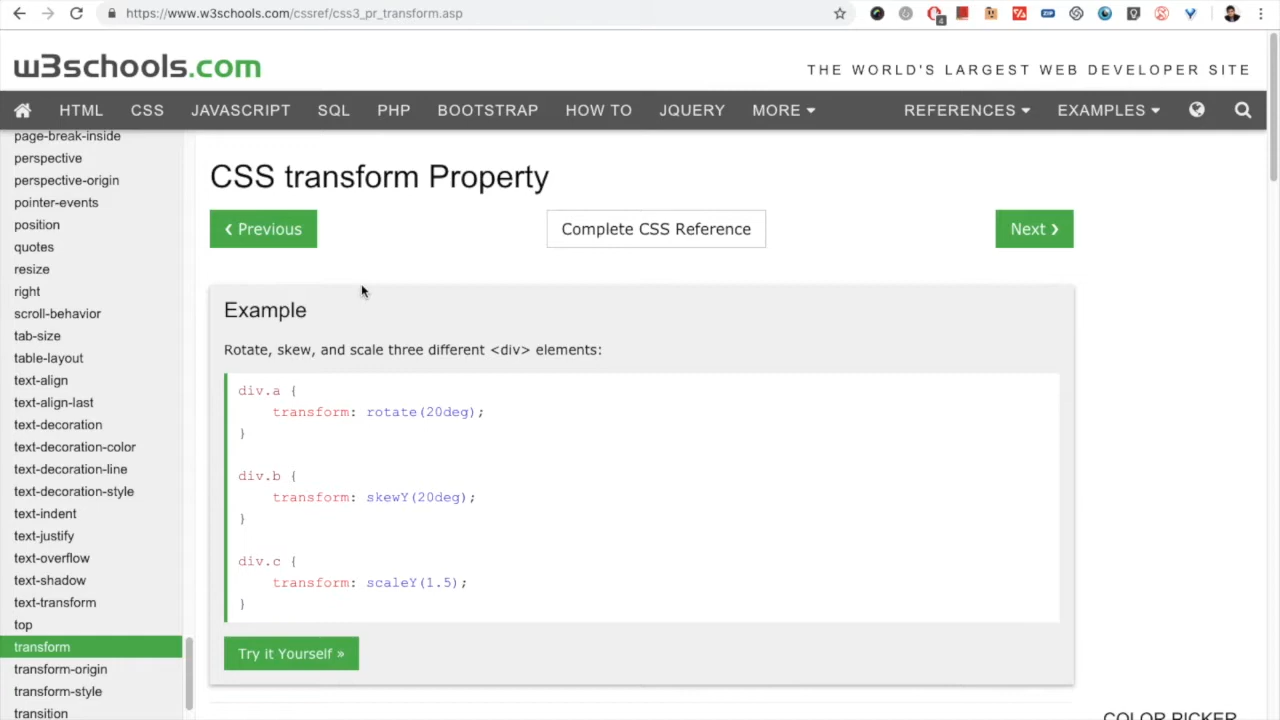 https://www.w3schools.com/cssref/css3_pr_transform.asp
4
ZIP
w3schools.com
THE WORLD'S LARGEST WEB DEVELOPER SITE
HTML CSS JAVASCRIPT SQL PHP BOOTSTRAP HOW TO JQUERY MORE REFERENCES EXAMPLES
page-break-inside
perspective
perspective-origin
pointer-events
position
quotes
resize
right
scroll-behavior
tab-size
table-layout
text-align
text-align-last
text-decoration
text-decoration-color
text-decoration-line
text-decoration-style
text-indent
text-justify
text-overflow
text-shadow
text-transform
top
transform
transform-origin
transform-style
transition
CSS transform Property
❮ Previous
Complete CSS Reference
Next ❯
Example
Rotate, skew, and scale three different <div> elements:
div.a {
transform: rotate(20deg);
}
div.b {
transform: skewY(20deg);
}
div.c {
transform: scaleY(1.5);
}
Try it Yourself »
COLOR PICKER